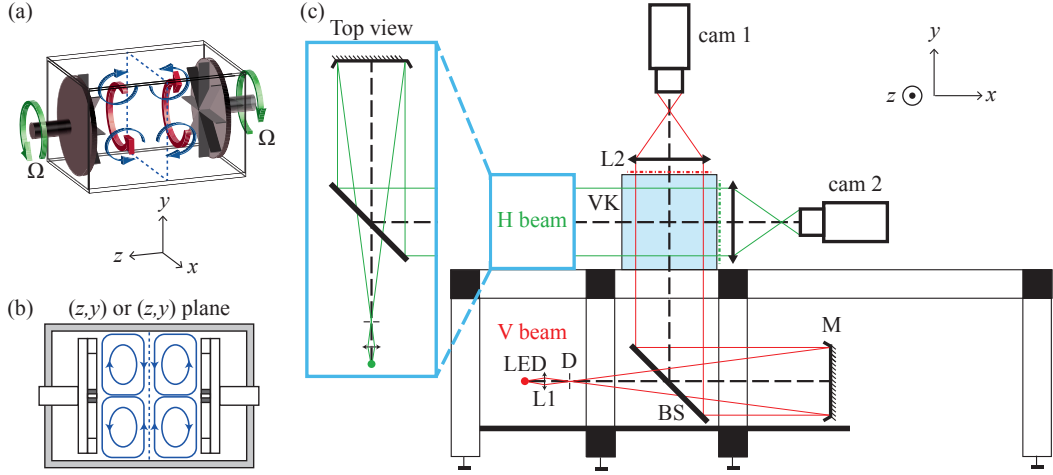 (a)
Ω
Ω
y
z
x
(b)
(z,y) or (z,y) plane
(c)
Top view
H beam
cam 1
L2
VK
cam 2
y
z
x
V beam
LED
D
L1
BS
M